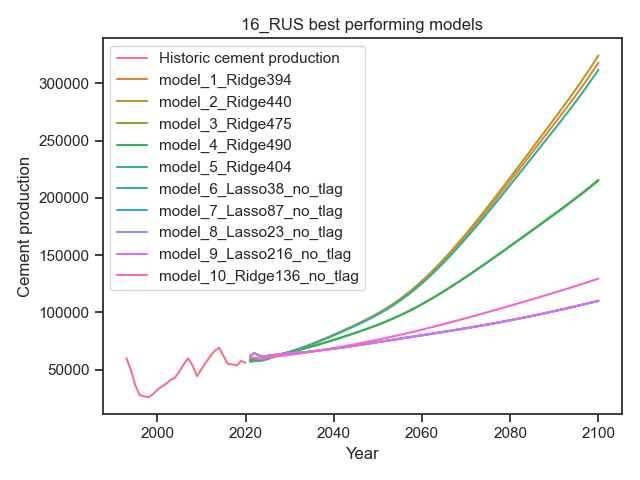 16_RUS best performing models
Historic cement production
model_1_Ridge394
model_2_Ridge440
model_3_Ridge475
model_4_Ridge490
model_5_Ridge404
model_6_Lasso38_no_tlag
model_7_Lasso87_no_tlag
model_8_Lasso23_no_tlag
model_9_Lasso216_no_tlag
model_10_Ridge136_no_tlag
Cement production
300000
250000
200000
150000
100000
50000
2000
2020
2040
2060
2080
2100
Year